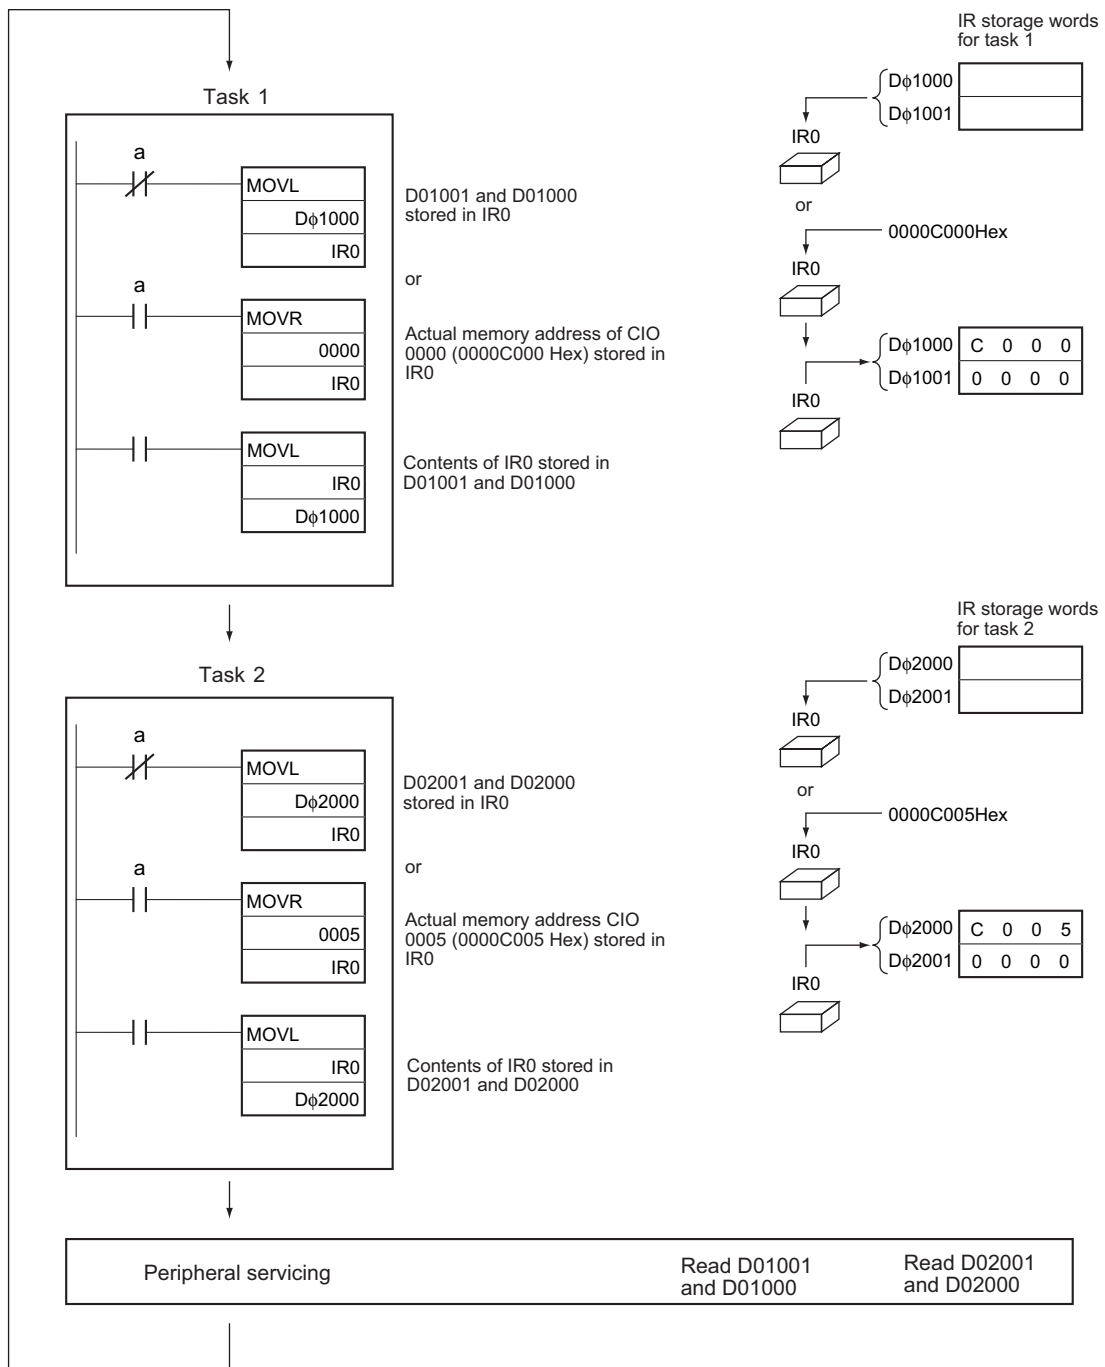 IR storage words
for task 1
Task 1
Dϕ1000
Dϕ1001
IR0
a
MOVL
Dϕ1000
IR0
D01001 and D01000
stored in IR0
or
0000C000Hex
IR0
or
a
MOVR
0000
IR0
Actual memory address of CIO
0000 (0000C000 Hex) stored in
IR0
Dϕ1000 C 0 0 0
Dϕ1001 0 0 0 0
IR0
MOVL
IR0
Dϕ1000
Contents of IR0 stored in
D01001 and D01000
IR storage words
for task 2
Task 2
Dϕ2000
Dϕ2001
IR0
a
MOVL
Dϕ2000
IR0
D02001 and D02000
stored in IR0
or
0000C005Hex
IR0
or
a
MOVR
0005
IR0
Actual memory address CIO
0005 (0000C005 Hex) stored in
IR0
Dϕ2000 C 0 0 5
Dϕ2001 0 0 0 0
IR0
MOVL
IR0
Dϕ2000
Contents of IR0 stored in
D02001 and D02000
Peripheral servicing
Read D01001
and D01000
Read D02001
and D02000